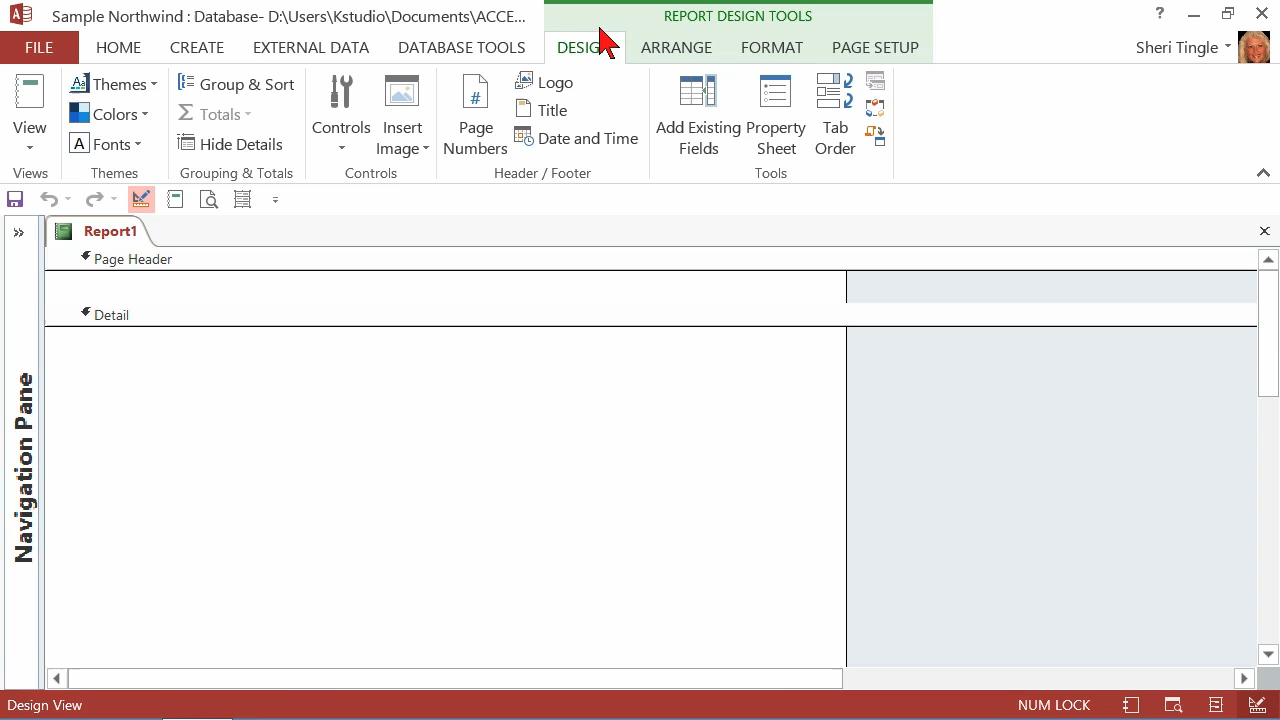 Sample Northwind : Database- D:\Users\Kstudio\Documents\ACCE...
REPORT DESIGN TOOLS
?
FILE HOME CREATE EXTERNAL DATA DATABASE TOOLS DESIGN ARRANGE FORMAT PAGE SETUP
Sheri Tingle
View
Views
Themes
Colors
Fonts
Themes
Group & Sort
Totals
Hide Details
Grouping & Totals
Controls
Insert
Image
Controls
Page
Numbers
Logo
Title
Date and Time
Header / Footer
Add Existing
Fields
Property
Sheet
Tab
Order
Tools
Report1
Page Header
Detail
Navigation Pane
Design View
NUM LOCK